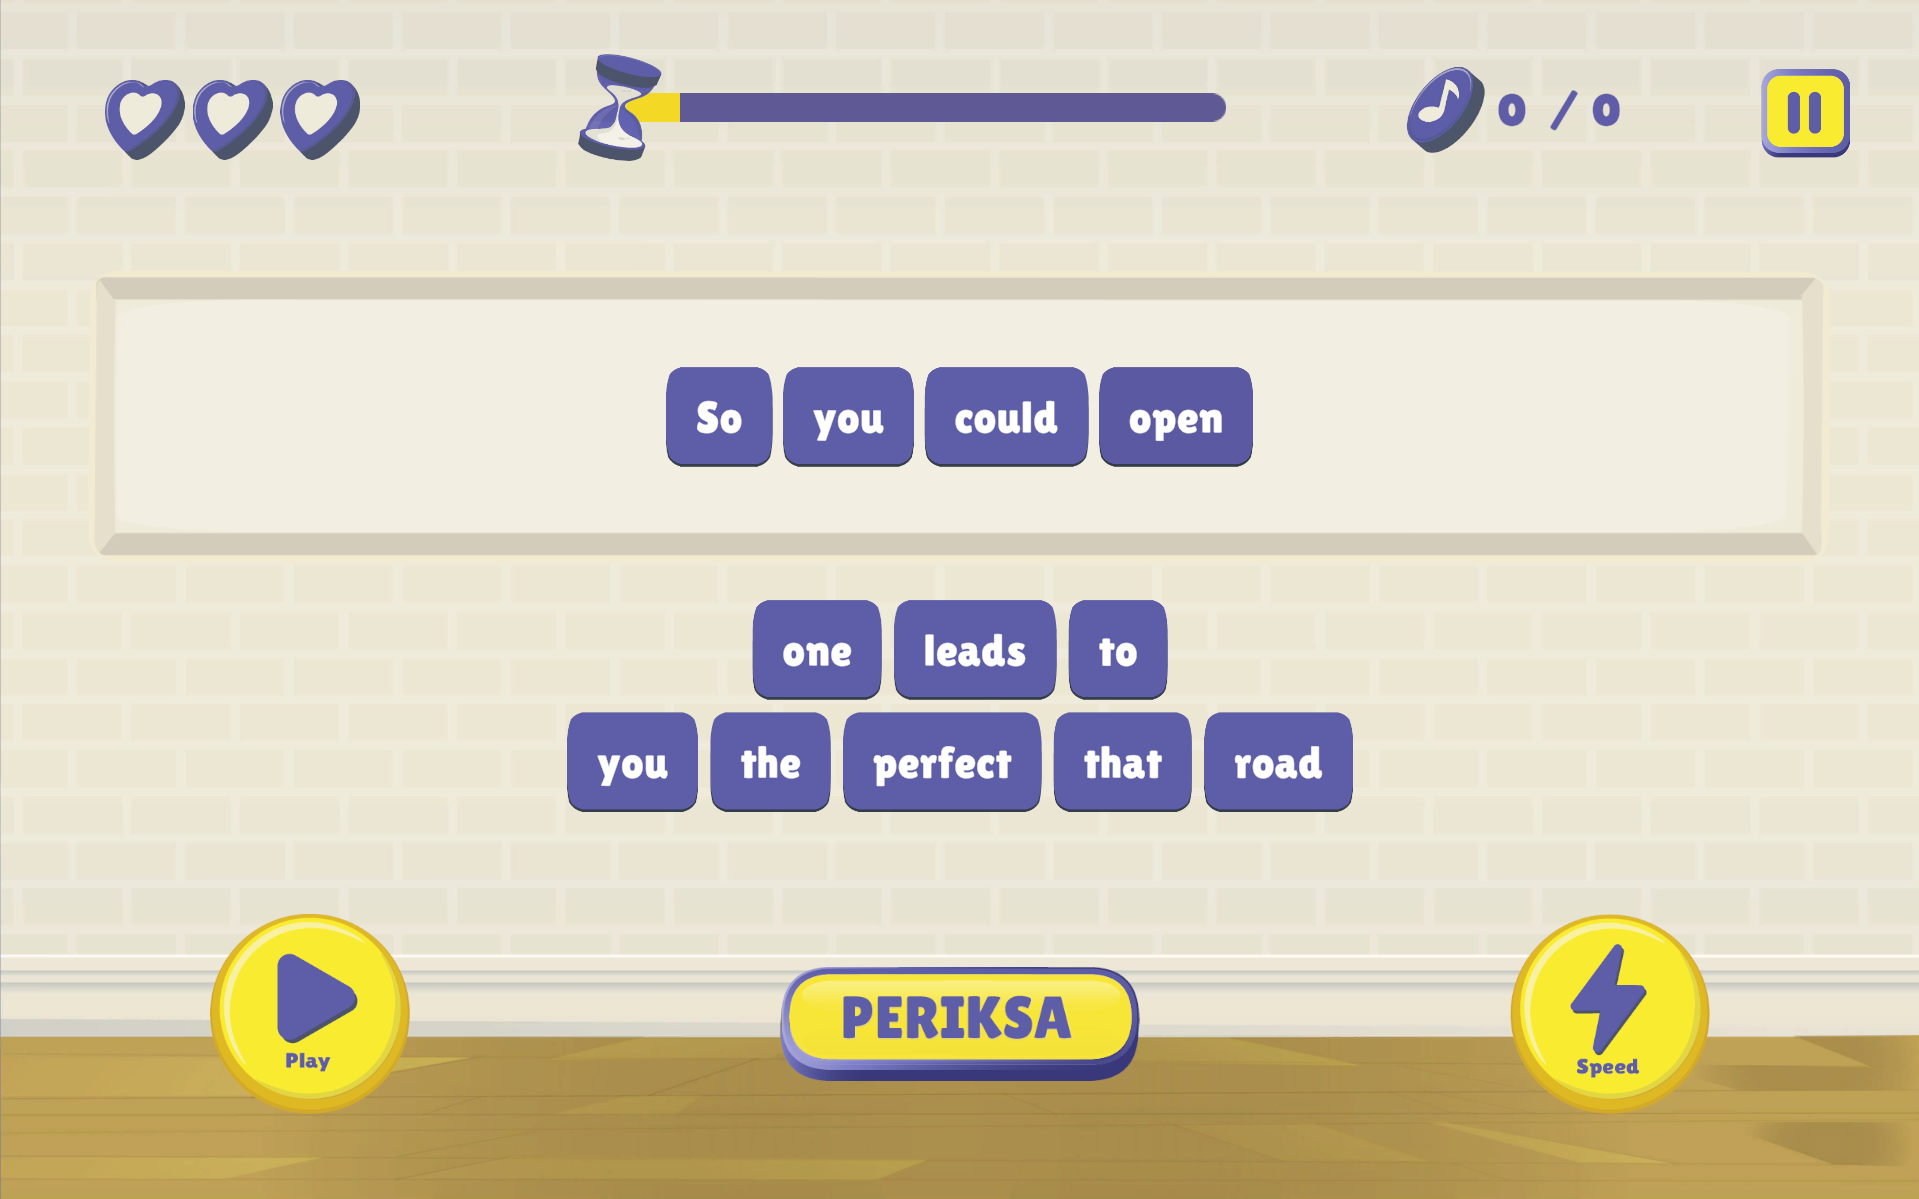 0 / 0
So you could open
one leads to
you the perfect that road
Play
PERIKSA
Speed